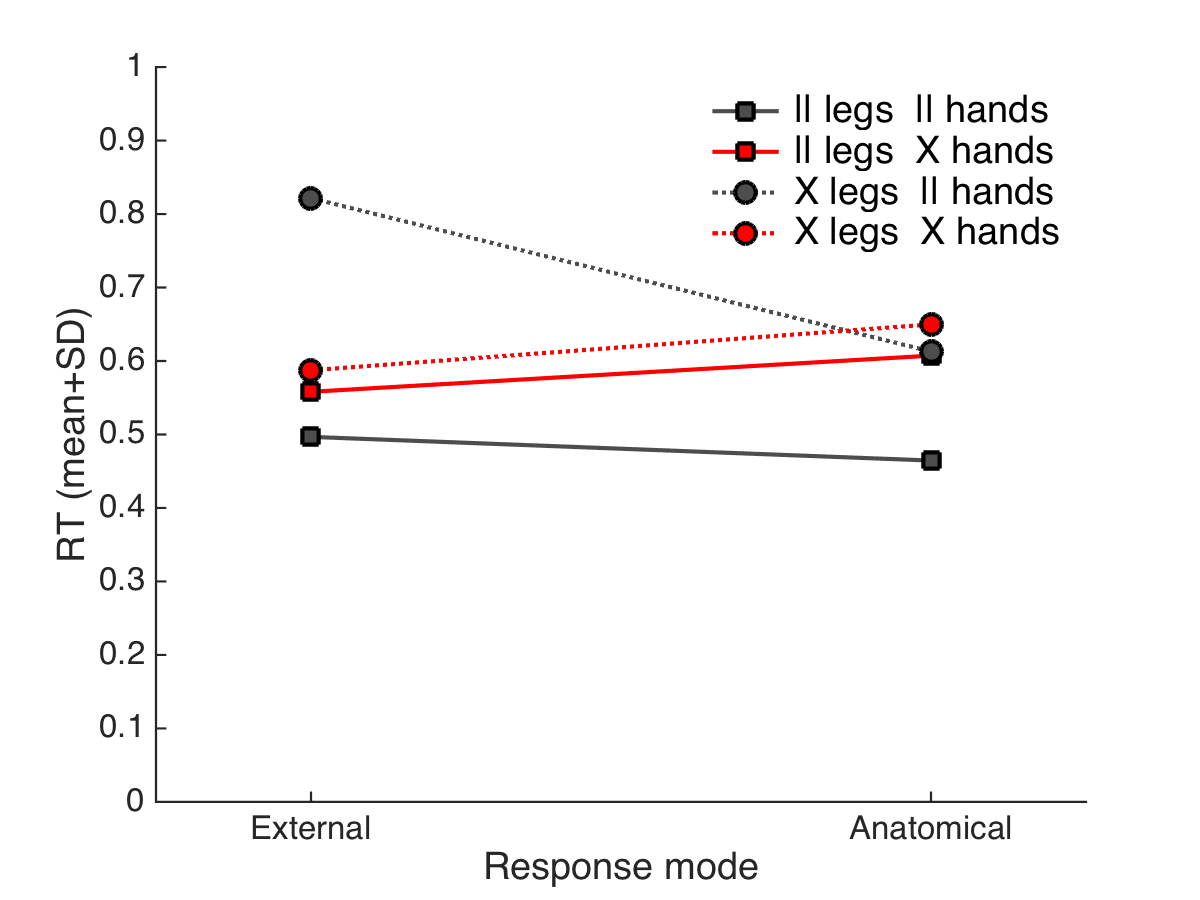 1
0.9
0.8
0.7
0.6
0.5
0.4
0.3
0.2
0.1
0
RT (mean+SD)
ll legs  ll hands
ll legs  X hands
X legs  ll hands
X legs  X hands
External
Anatomical
Response mode